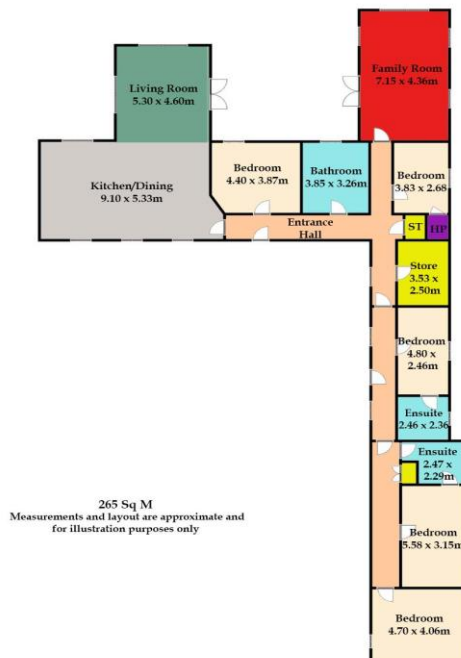 Family Room
7.15 x 4.36m
Living Room
5.30 x 4.60m
Kitchen/Dining
9.10 x 5.33m
Bedroom
4.40 x 3.87m
Bathroom
3.85 x 3.26m
Bedroom
3.83 x 2.68
Entrance
Hall
ST
HP
Store
3.53 x
2.50m
Bedroom
4.80 x
2.46m
Ensuite
2.46 x 2.36
Ensuite
2.47 x
2.29m
265 Sq M
Measurements and layout are approximate and
for illustration purposes only
Bedroom
5.58 x 3.15m
Bedroom
4.70 x 4.06m